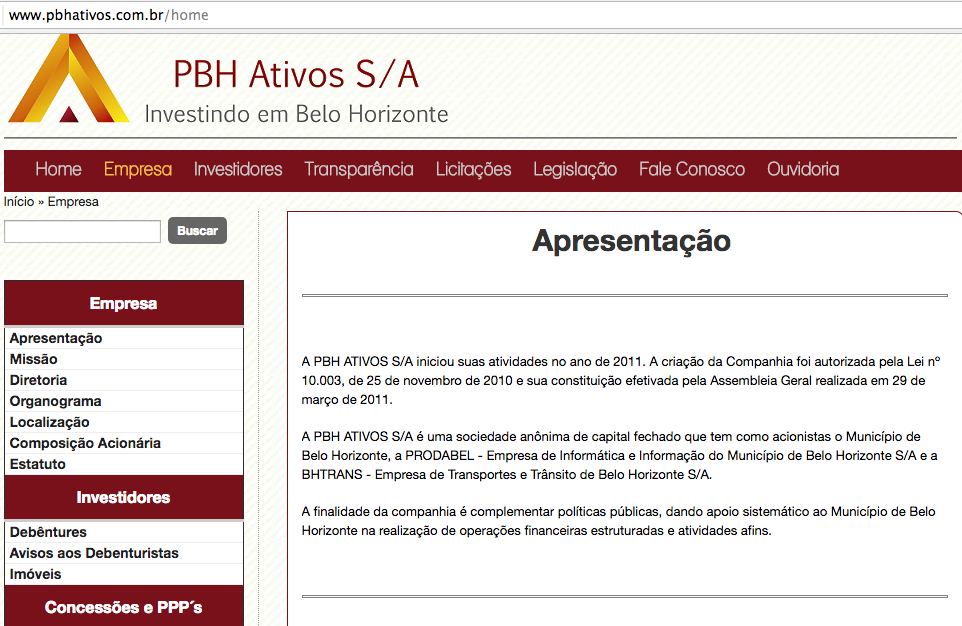 www.pbhativos.com.br/home
PBH Ativos S/A
Investindo em Belo Horizonte
Home Empresa Investidores Transparência Licitações Legislação Fale Conosco Ouvidoria
Início » Empresa
Buscar
Empresa
Apresentação
Missão
Diretoria
Organograma
Localização
Composição Acionária
Estatuto
Investidores
Debêntures
Avisos aos Debenturistas
Imóveis
Concessões e PPP´s
Apresentação
A PBH ATIVOS S/A iniciou suas atividades no ano de 2011. A criação da Companhia foi autorizada pela Lei nº
10.003, de 25 de novembro de 2010 e sua constituição efetivada pela Assembleia Geral realizada em 29 de
março de 2011.
A PBH ATIVOS S/A é uma sociedade anônima de capital fechado que tem como acionistas o Município de
Belo Horizonte, a PRODABEL - Empresa de Informática e Informação do Município de Belo Horizonte S/A e a
BHTRANS - Empresa de Transportes e Trânsito de Belo Horizonte S/A.
A finalidade da companhia é complementar políticas públicas, dando apoio sistemático ao Município de Belo
Horizonte na realização de operações financeiras estruturadas e atividades afins.